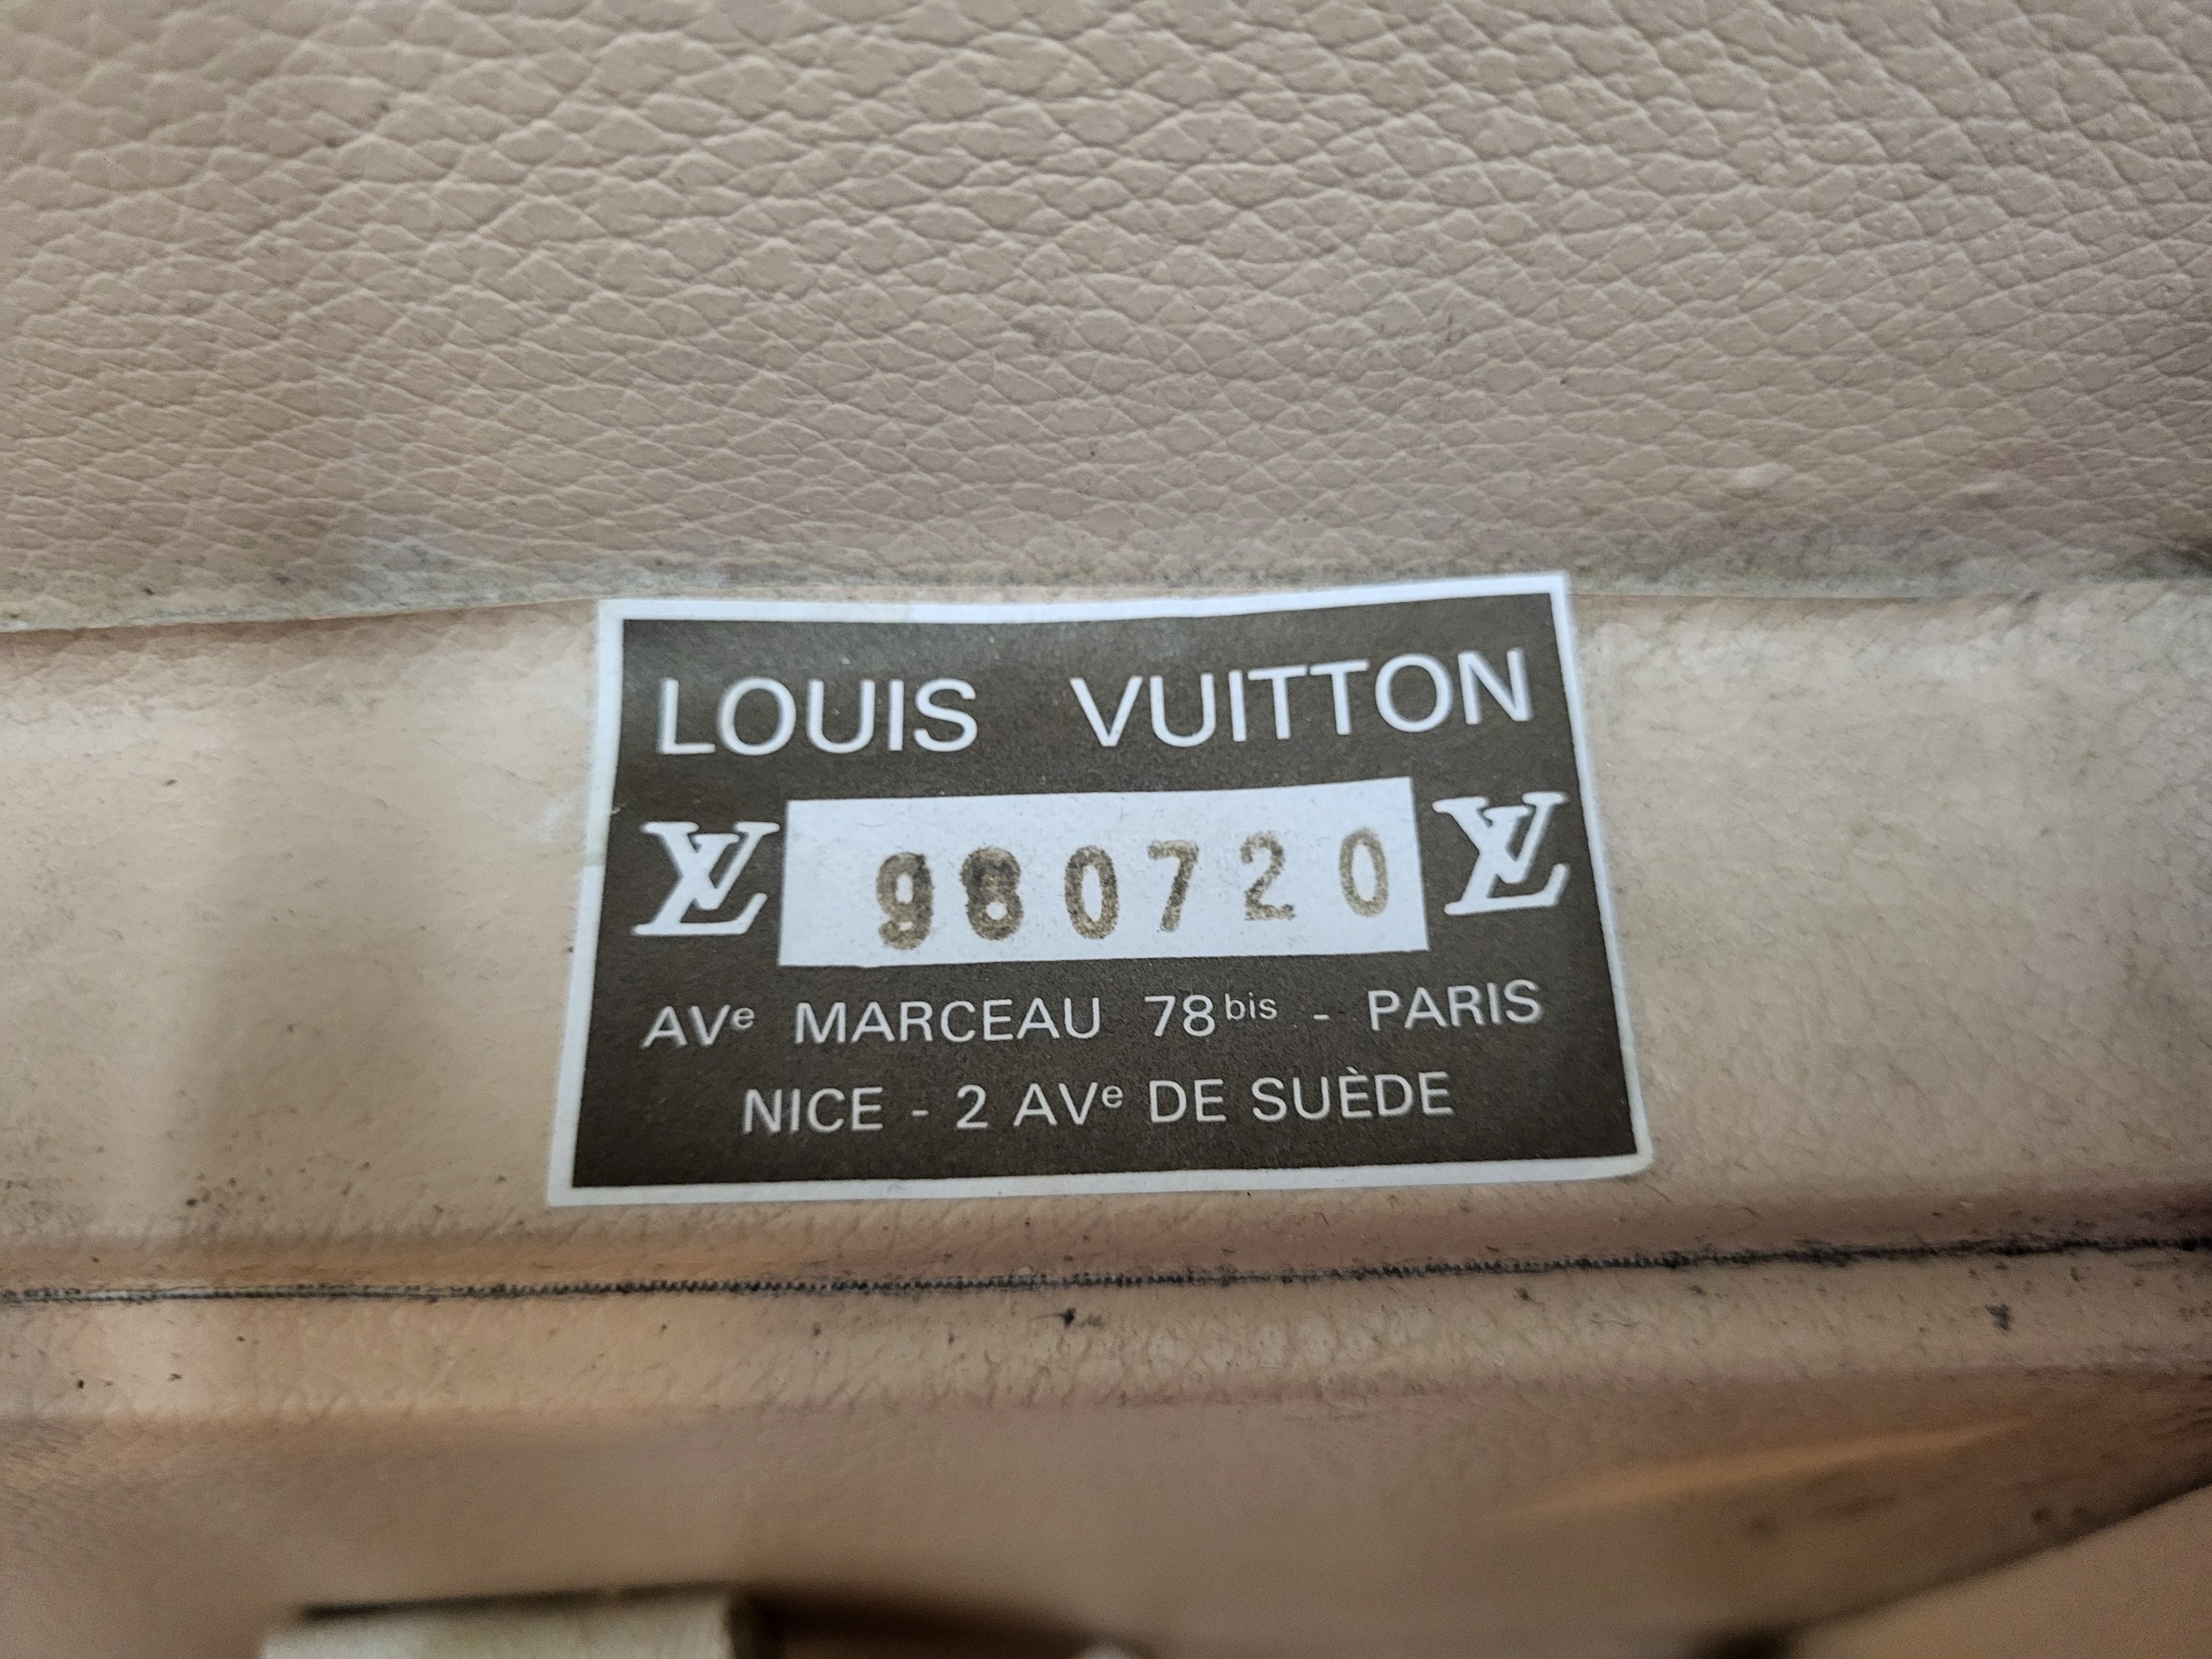 LOUIS VUITTON
LV 980720 LV
AVe MARCEAU 78bis - PARIS
NICE - 2 AVe DE SUÈDE